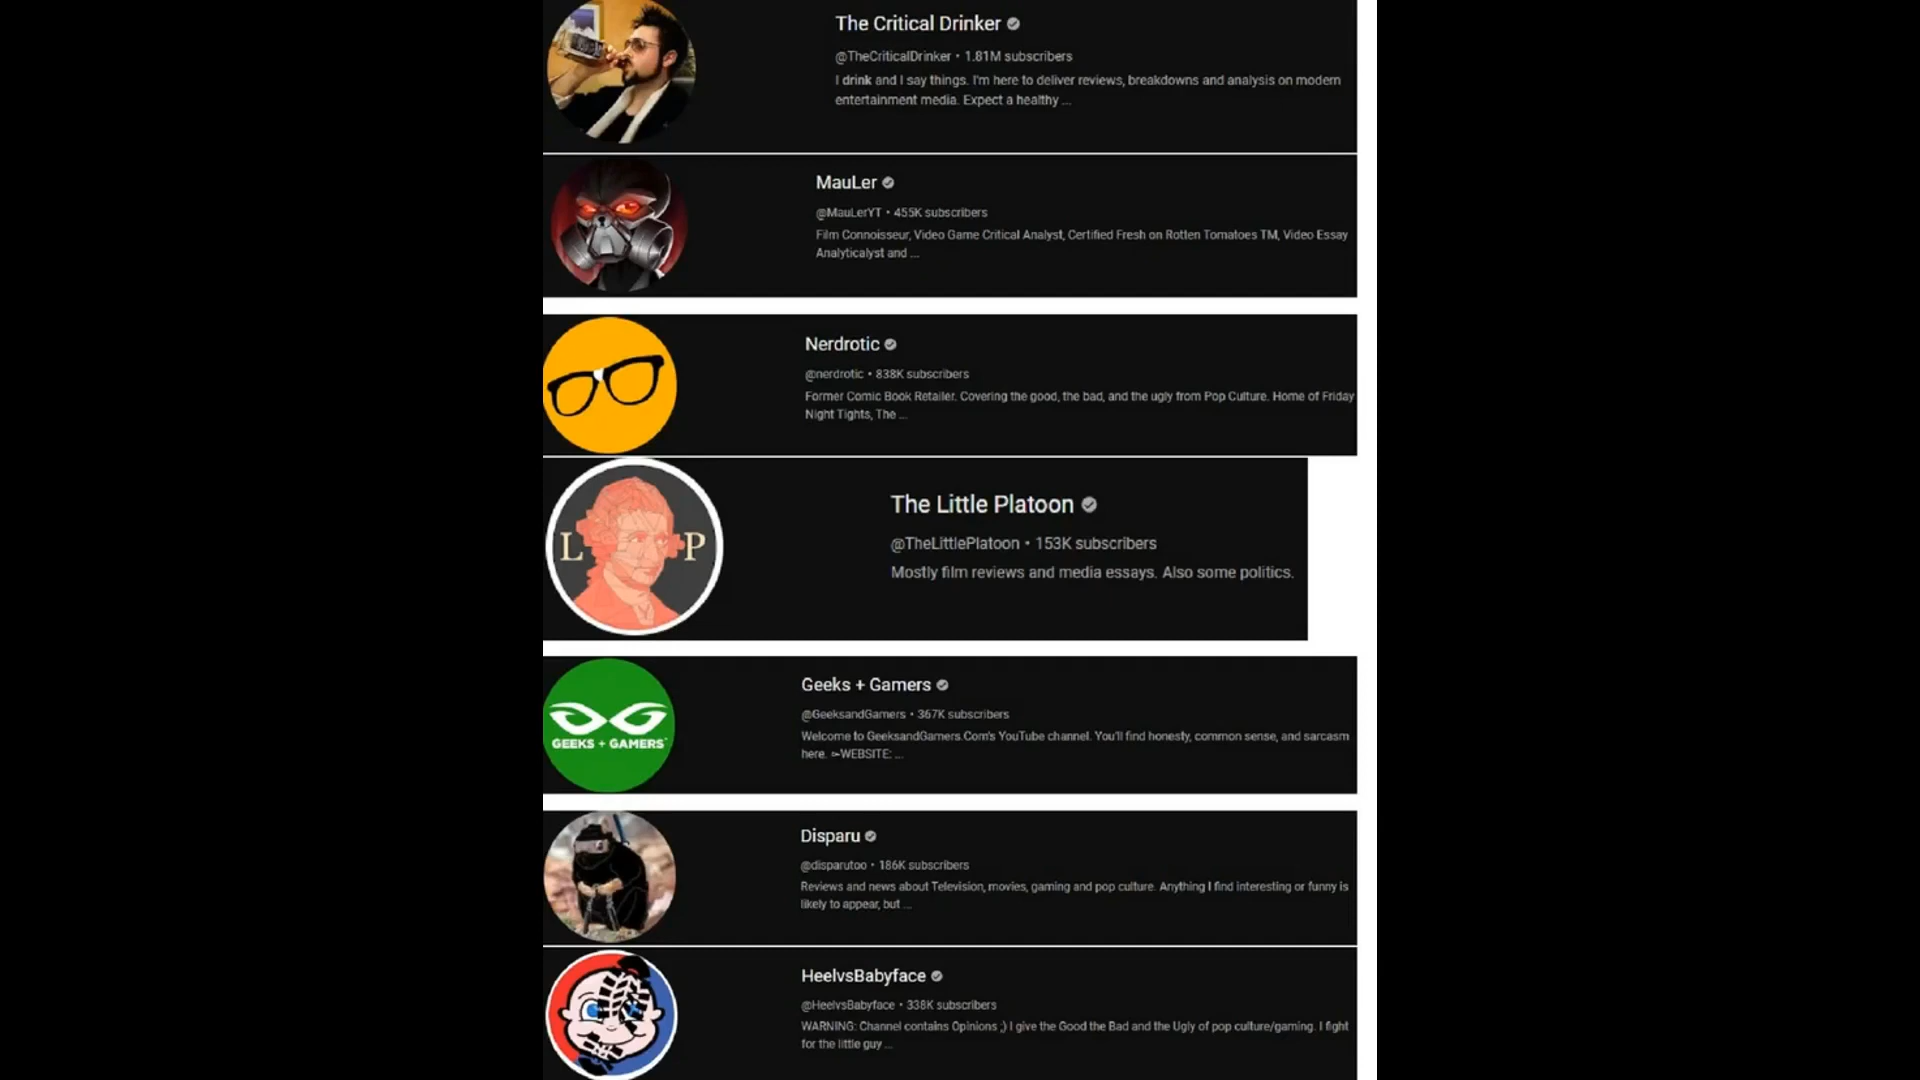 The Critical Drinker
@TheCriticalDrinker • 1.81M subscribers
I drink and I say things. I'm here to deliver reviews, breakdowns and analysis on modern
entertainment media. Expect a healthy ...
MauLer
@MauLerYT • 455K subscribers
Film Connoisseur, Video Game Critical Analyst, Certified Fresh on Rotten Tomatoes TM, Video Essay
Analyticalyst and ...
Nerdrotic
@nerdrotic • 838K subscribers
Former Comic Book Retailer. Covering the good, the bad, and the ugly from Pop Culture. Home of Friday
Night Tights, The ...
L P
The Little Platoon
@TheLittlePlatoon • 153K subscribers
Mostly film reviews and media essays. Also some politics.
GEEKS + GAMERS
Geeks + Gamers
@GeeksandGamers • 367K subscribers
Welcome to GeeksandGamers.Com's YouTube channel. You'll find honesty, common sense, and sarcasm
here. ➳WEBSITE: ...
Disparu
@disparutoo • 186K subscribers
Reviews and news about Television, movies, gaming and pop culture. Anything I find interesting or funny is
likely to appear, but ...
HeelvsBabyface
@HeelvsBabyface • 338K subscribers
WARNING: Channel contains Opinions ;) I give the Good the Bad and the Ugly of pop culture/gaming. I fight
for the little guy ...